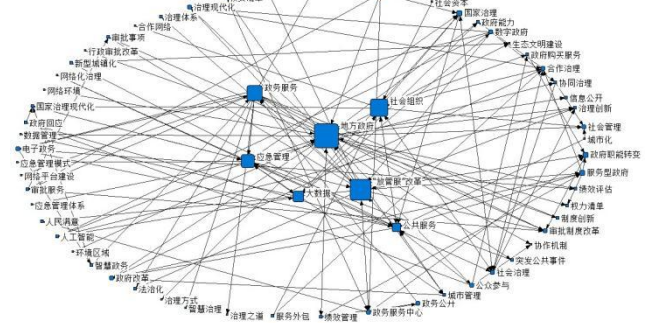 治理现代化
社会资本
国家治理
治理体系
政府能力
合作网络
数字政府
审批事项
生态文明建设
行政审批改革
政府购买服务
新型城镇化
合作治理
网络化治理
协同治理
网络环境
政务服务
信息公开
国家治理现代化
社会组织
治理创新
政府回应
地方政府
社会管理
数据管理
城市化
电子政务
应急管理
政府职能转变
应急管理模式
服务型政府
网络平台建设
"放管服"改革
审批服务
大数据
绩效评估
应急管理体系
权力清单
人民满意
公共服务
制度创新
人工智能
审批制度改革
环境区域
协作机制
智慧政务
突发公共事件
政府改革
社会治理
法治化
公众参与
治理方式
城市管理
智慧治理
政务公开
治理之道
服务外包
绩效管理
政务服务中心